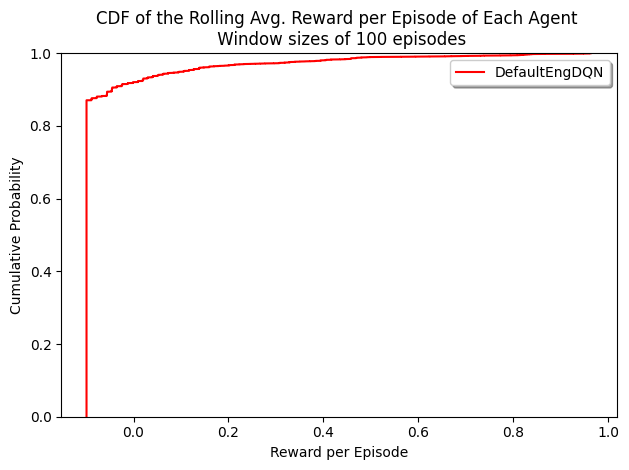 CDF of the Rolling Avg. Reward per Episode of Each Agent
Window sizes of 100 episodes
DefaultEngDQN
Cumulative Probability
1.0
0.8
0.6
0.4
0.2
0.0
0.0 0.2 0.4 0.6 0.8 1.0
Reward per Episode